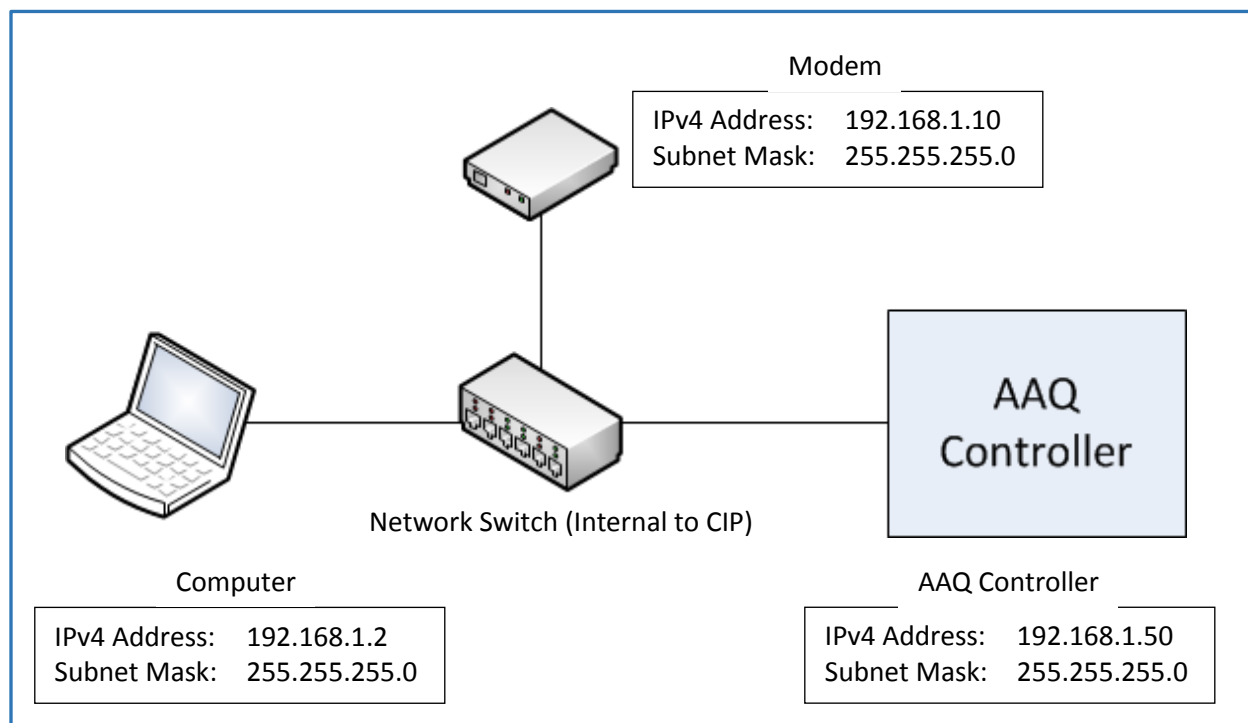 Modem
IPv4 Address: 192.168.1.10
Subnet Mask: 255.255.255.0
AAQ
Controller
Network Switch (Internal to CIP)
Computer
IPv4 Address: 192.168.1.2
Subnet Mask: 255.255.255.0
AAQ Controller
IPv4 Address: 192.168.1.50
Subnet Mask: 255.255.255.0